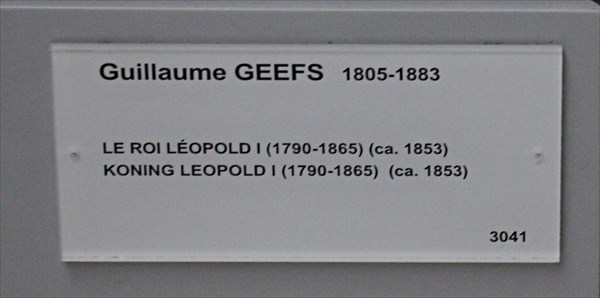 Guillaume GEEFS 1805-1883
LE ROI LÉOPOLD I (1790-1865) (ca. 1853)
KONING LEOPOLD I (1790-1865) (ca. 1853)
3041